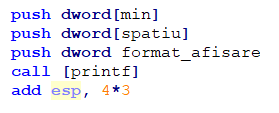 push dword[min]
push dword[spatiu]
push dword format_afisare
call [printf]
add esp, 4*3